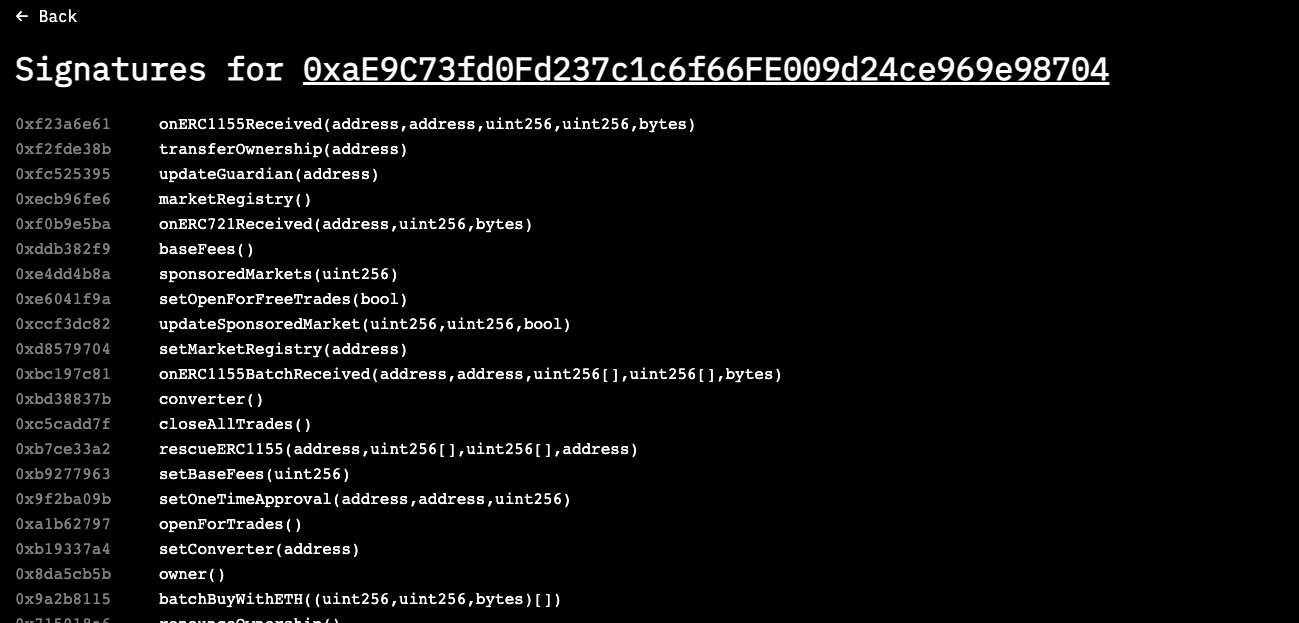 ← Back
Signatures for 0xaE9C73fd0Fd237c1c6f66FE009d24ce969e98704
0xf23a6e61 onERC1155Received(address,address,uint256,uint256,bytes)
0xf2fde38b transferOwnership(address)
0xfc525395 updateGuardian(address)
0xecb96fe6 marketRegistry()
0xf0b9e5ba onERC721Received(address,uint256,bytes)
0xddb382f9 baseFees()
0xe4dd4b8a sponsoredMarkets(uint256)
0xe6041f9a setOpenForFreeTrades(bool)
0xccf3dc82 updateSponsoredMarket(uint256,uint256,bool)
0xd8579704 setMarketRegistry(address)
0xbc197c81 onERC1155BatchReceived(address,address,uint256[],uint256[],bytes)
0xbd38837b converter()
0xc5cadd7f closeAllTrades()
0xb7ce33a2 rescueERC1155(address,uint256[],uint256[],address)
0xb9277963 setBaseFees(uint256)
0x9f2ba09b setOneTimeApproval(address,address,uint256)
0xa1b62797 openForTrades()
0xb19337a4 setConverter(address)
0x8da5cb5b owner()
0x9a2b8115 batchBuyWithETH((uint256,uint256,bytes)[])
0x715018a6 renounceOwnership()